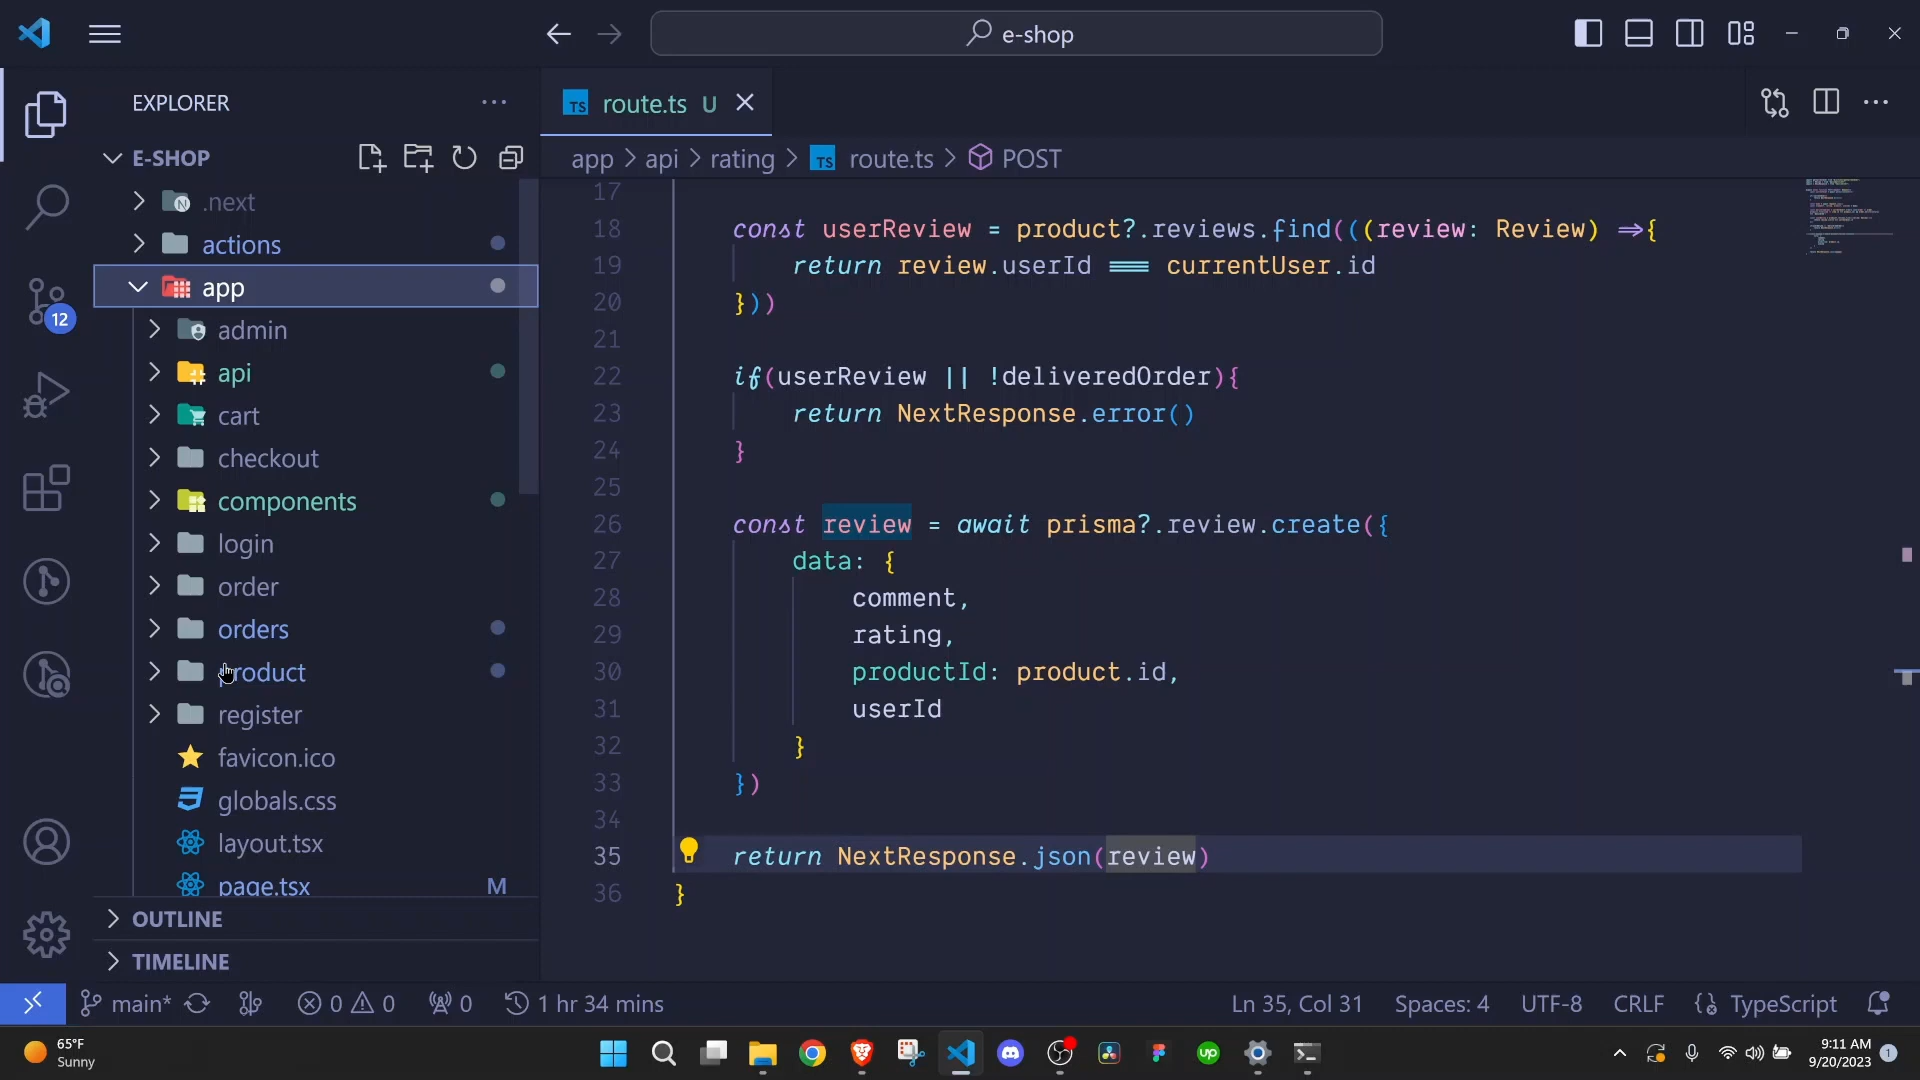 e-shop
EXPLORER
E-SHOP
.next
actions
app
admin
api
cart
checkout
components
login
order
orders
product
register
favicon.ico
globals.css
layout.tsx
page.tsx M
OUTLINE
TIMELINE
12
TS route.ts U
app > api > rating > TS route.ts > POST
17
18 const userReview = product?.reviews.find(((review: Review) =>{
19 return review.userId === currentUser.id
20 }))
21
22 if(userReview || !deliveredOrder){
23 return NextResponse.error()
24 }
25
26 const review = await prisma?.review.create({
27 data: {
28 comment,
29 rating,
30 productId: product.id,
31 userId
32 }
33 })
34
35 return NextResponse.json(review)
36 }
main* 0 0 0 1 hr 34 mins Ln 35, Col 31 Spaces: 4 UTF-8 CRLF TypeScript
65°F
Sunny
up
9:11 AM
9/20/2023
1